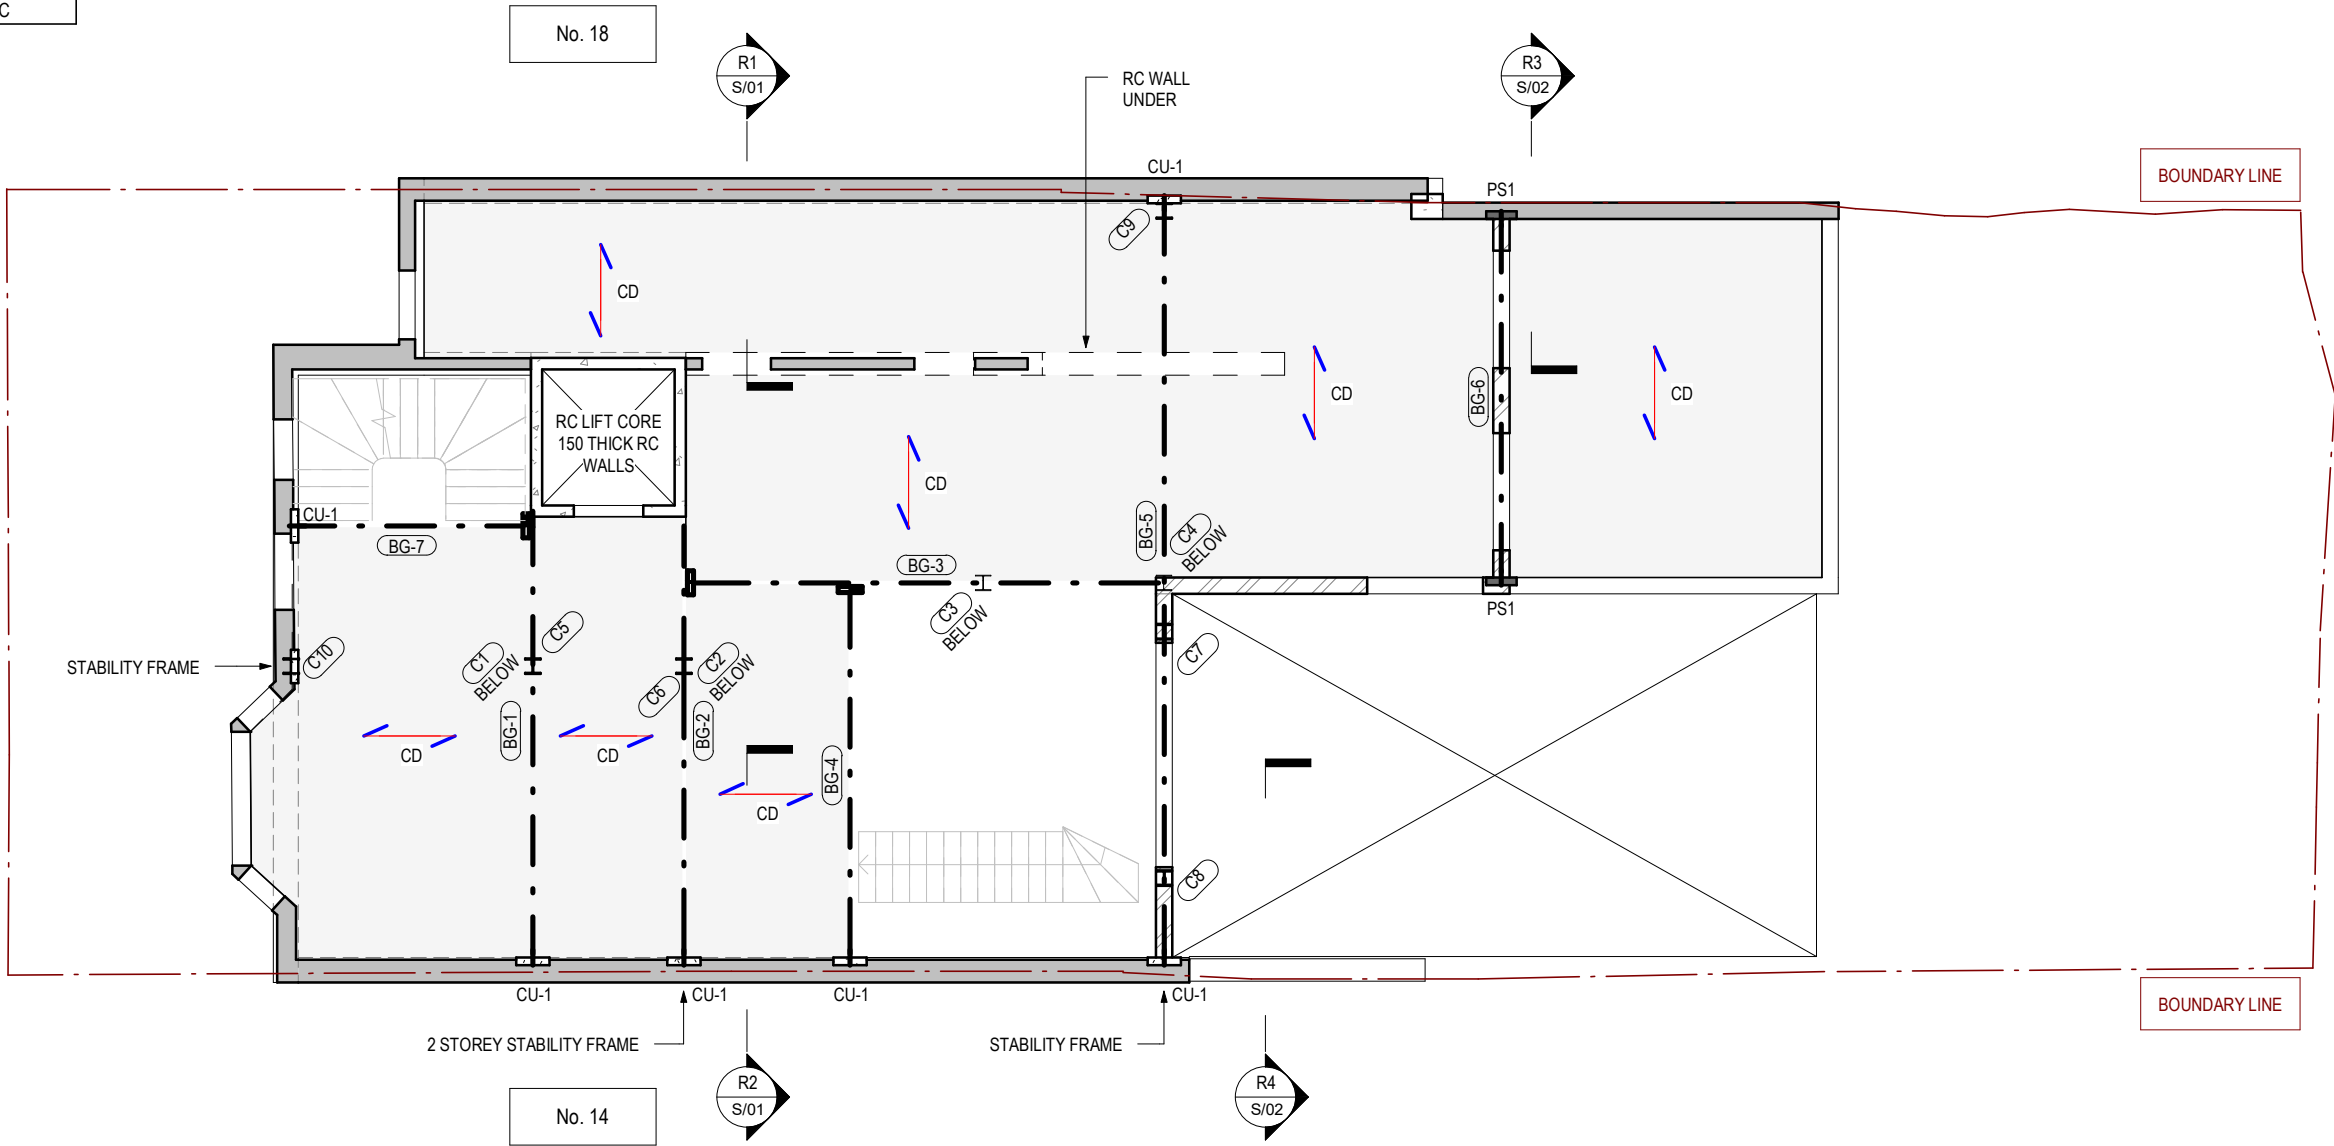 C
No. 18
R1
S/01
R3
S/02
RC WALL
UNDER
BOUNDARY LINE
CU-1
PS1
C9
CD
CD
CD
BG-6
RC LIFT CORE
150 THICK RC
WALLS
CD
CU-1
BG-7
BG-5
C4
BELOW
BG-3
C3
BELOW
PS1
STABILITY FRAME
C10
C1
BELOW
C5
C2
BELOW
C6
C7
BG-1
BG-2
BG-4
CD
CD
CD
C8
CU-1
CU-1
CU-1
CU-1
BOUNDARY LINE
2 STOREY STABILITY FRAME
STABILITY FRAME
R2
S/01
R4
S/02
No. 14